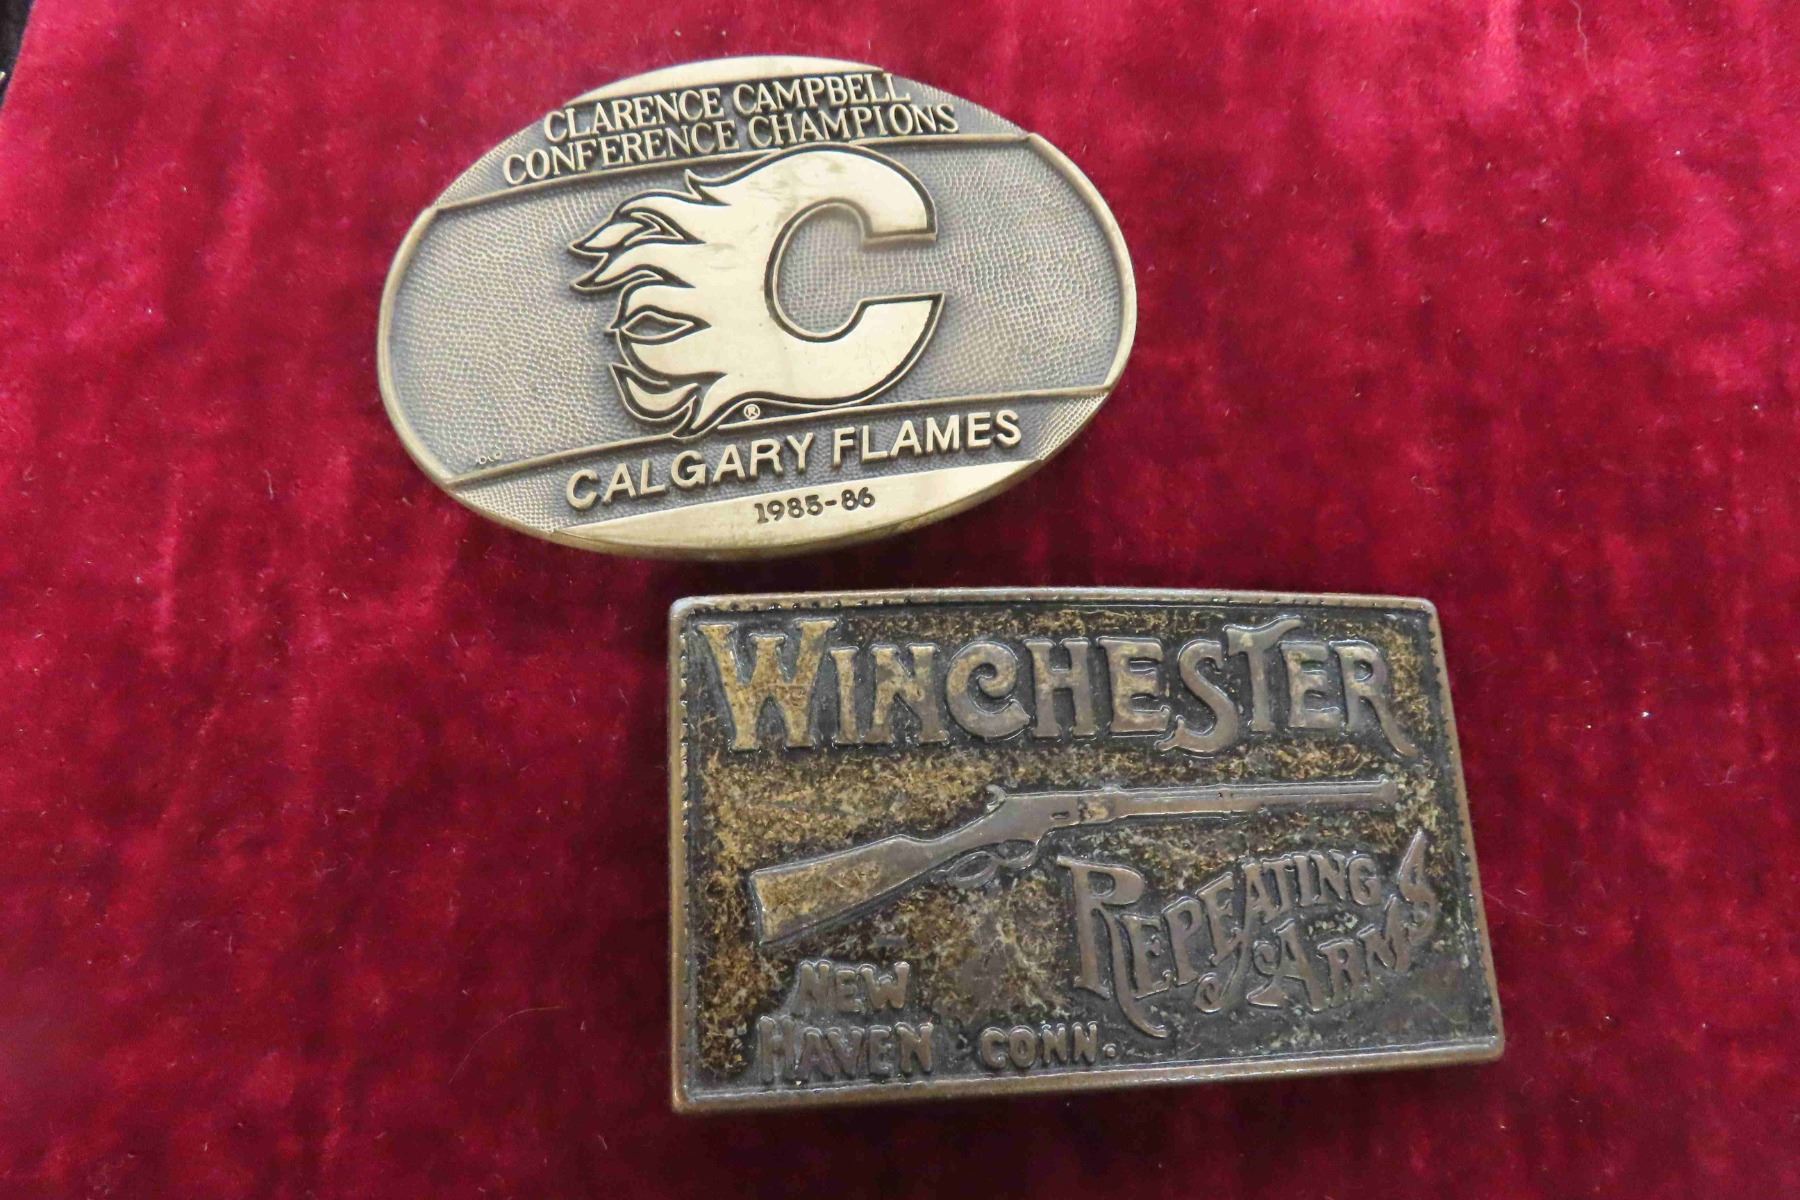 CLARENCE CAMPBELL
CONFERENCE CHAMPIONS
C
®
CALGARY FLAMES
1985-86
WINCHESTER
REPEATING
ARMS
NEW
HAVEN CONN.